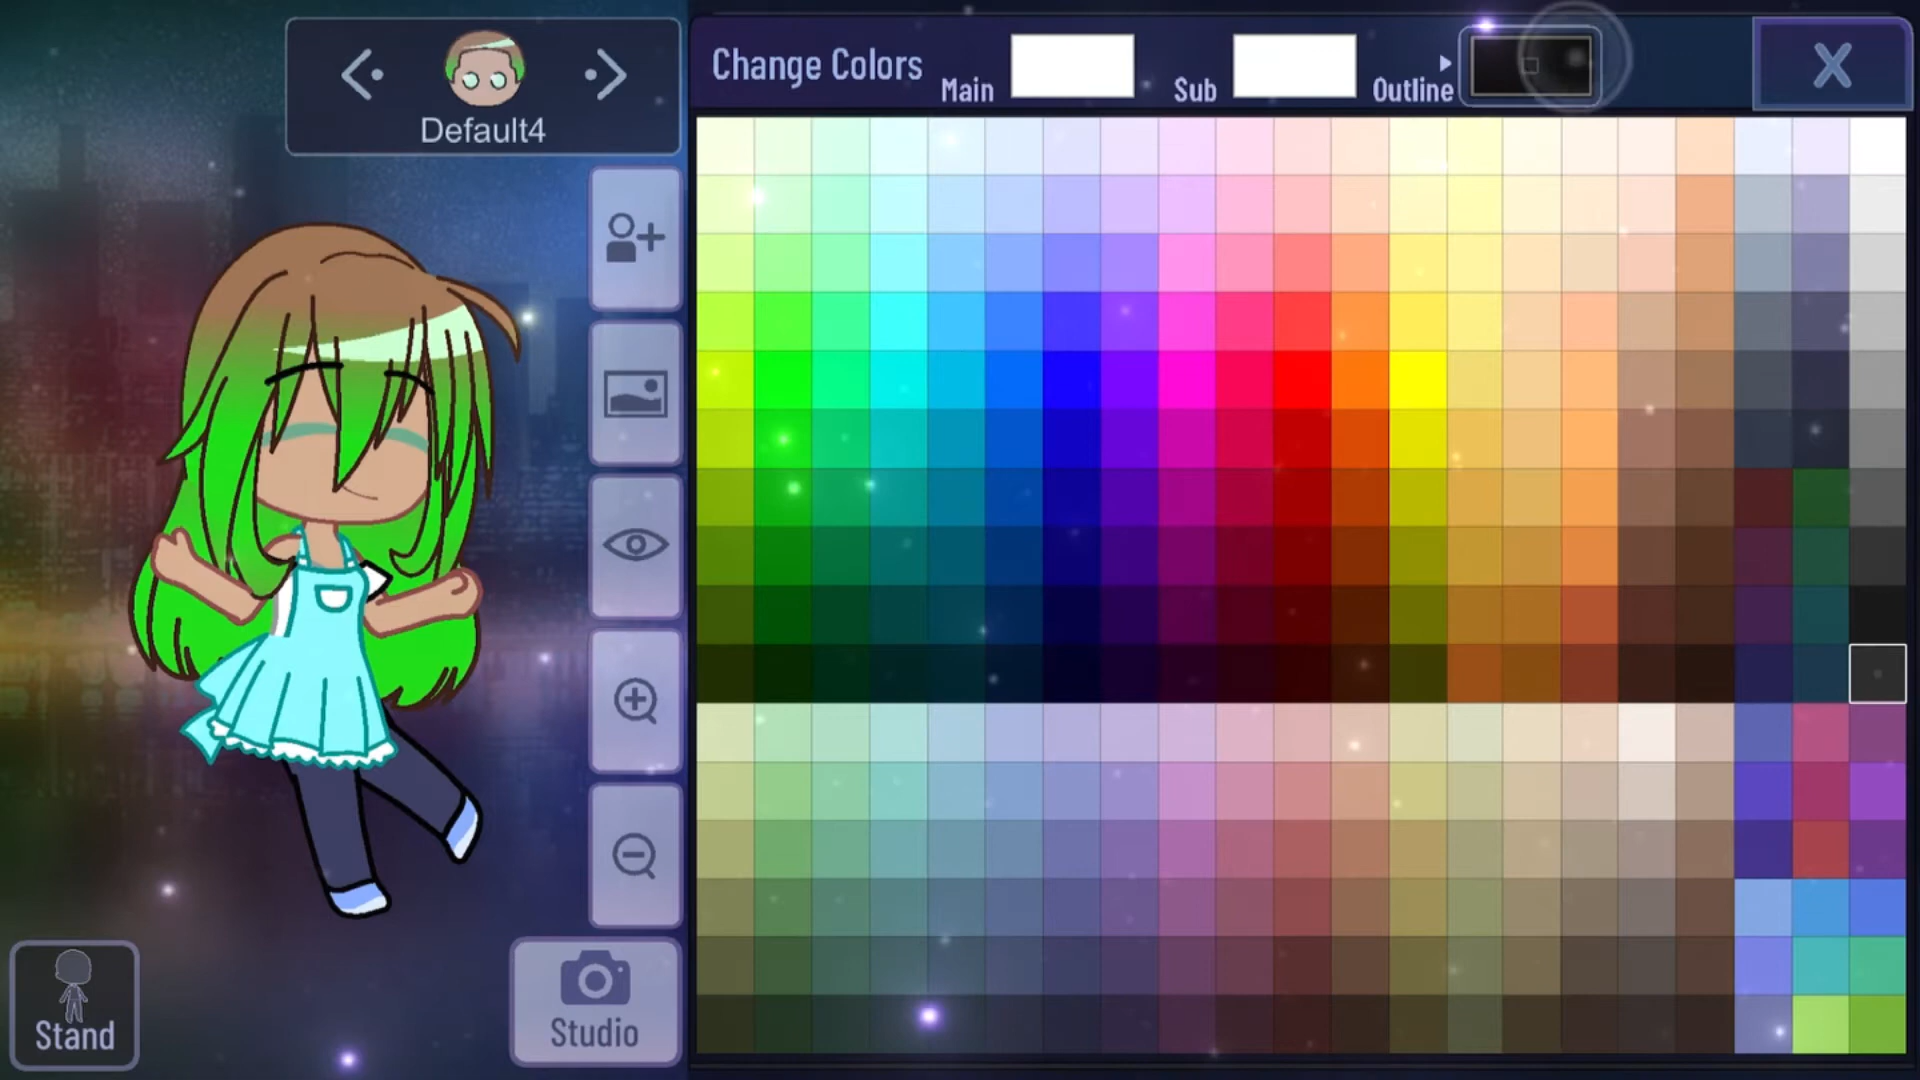 Default4
Change Colors
Main
Sub
Outline
X
Studio
Stand